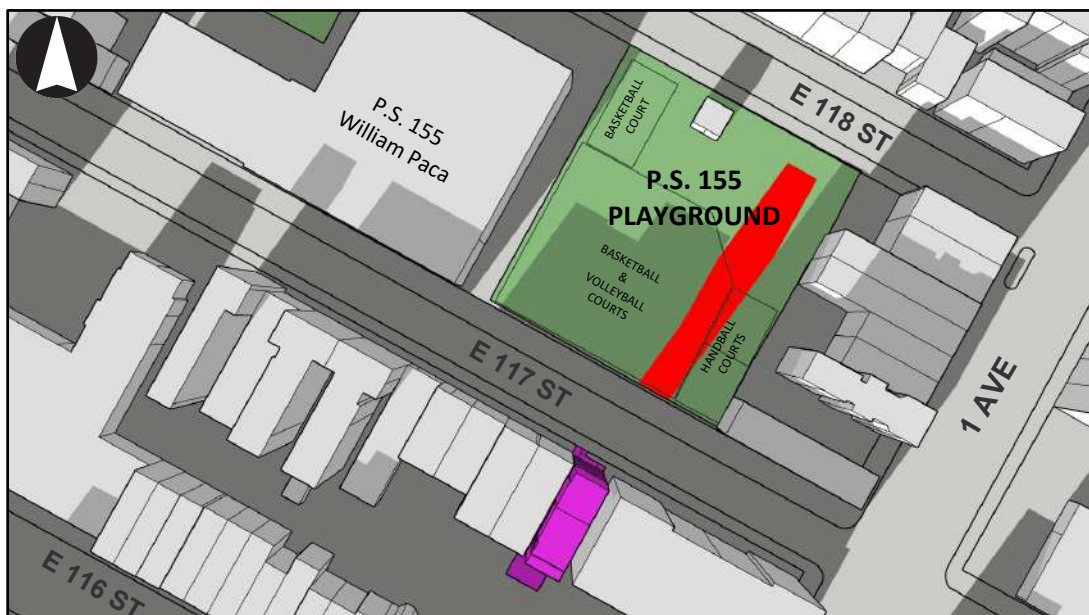 P.S. 155
William Paca
BASKETBALL
COURT
E 118 ST
P.S. 155
PLAYGROUND
BASKETBALL
&
VOLLEYBALL
COURTS
HANDBALL
COURTS
E 117 ST
1 AVE
E 116 ST